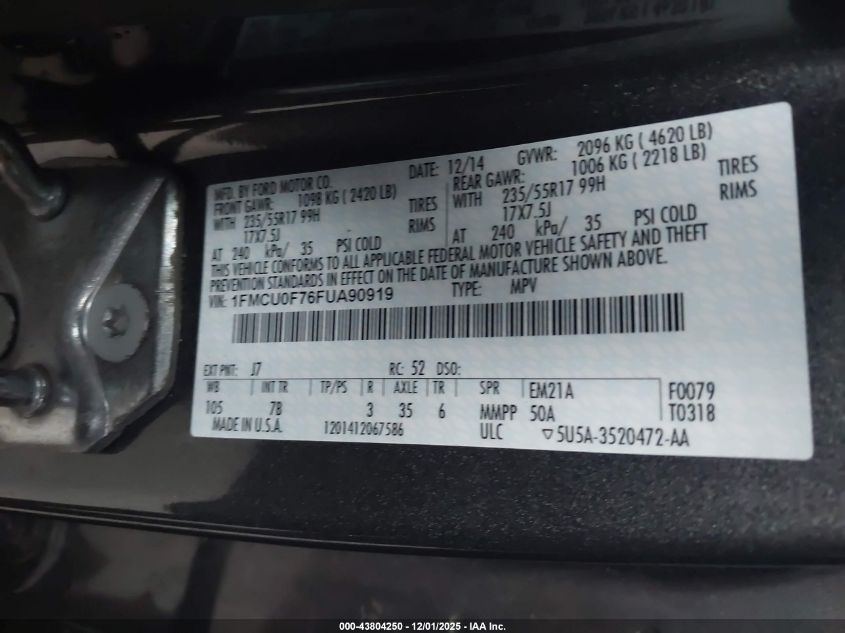 MFD. BY FORD MOTOR CO. DATE: 12/14 GVWR: 2096 KG ( 4620 LB)
FRONT GAWR: 1098 KG ( 2420 LB) REAR GAWR: 1006 KG ( 2218 LB)
WITH 235/55R17 99H TIRES WITH 235/55R17 99H TIRES
17X7.5J RIMS 17X7.5J RIMS
AT 240 kPa/ 35 PSI COLD AT 240 kPa/ 35 PSI COLD
THIS VEHICLE CONFORMS TO ALL APPLICABLE FEDERAL MOTOR VEHICLE SAFETY AND THEFT
PREVENTION STANDARDS IN EFFECT ON THE DATE OF MANUFACTURE SHOWN ABOVE.
VIN: 1FMCU0F76FUA90919 TYPE: MPV
EXT PNT: J7 RC: 52 DSO:
WB INT TR TP/PS R AXLE TR SPR EM21A F0079
105 7B 3 35 6 MMPP 50A T0318
MADE IN U.S.A. 1201412067586 ULC ▽5U5A-3520472-AA
000-43804250 - 12/01/2025 - IAA Inc.